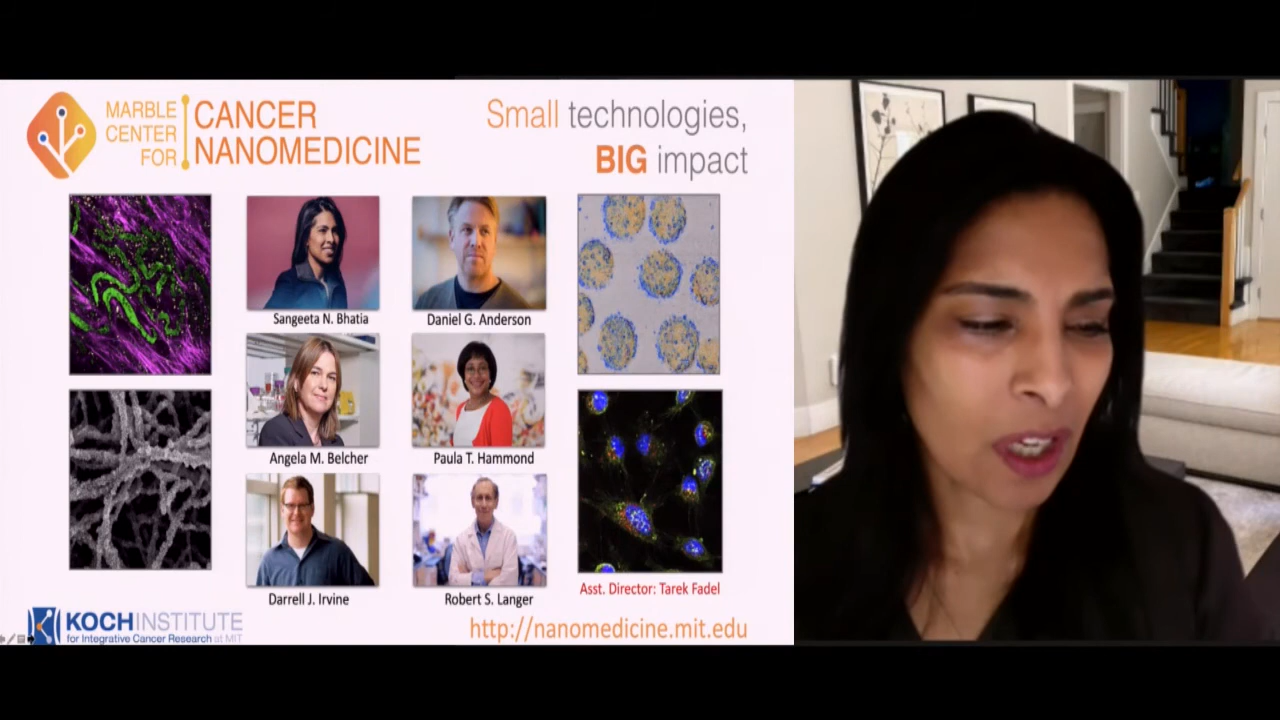 MARBLE
CENTER
FOR
CANCER
NANOMEDICINE
Small technologies,
BIG impact
Sangeeta N. Bhatia
Daniel G. Anderson
Angela M. Belcher
Paula T. Hammond
Darrell J. Irvine
Robert S. Langer
Asst. Director: Tarek Fadel
KOCH INSTITUTE
for Integrative Cancer Research at MIT
http://nanomedicine.mit.edu